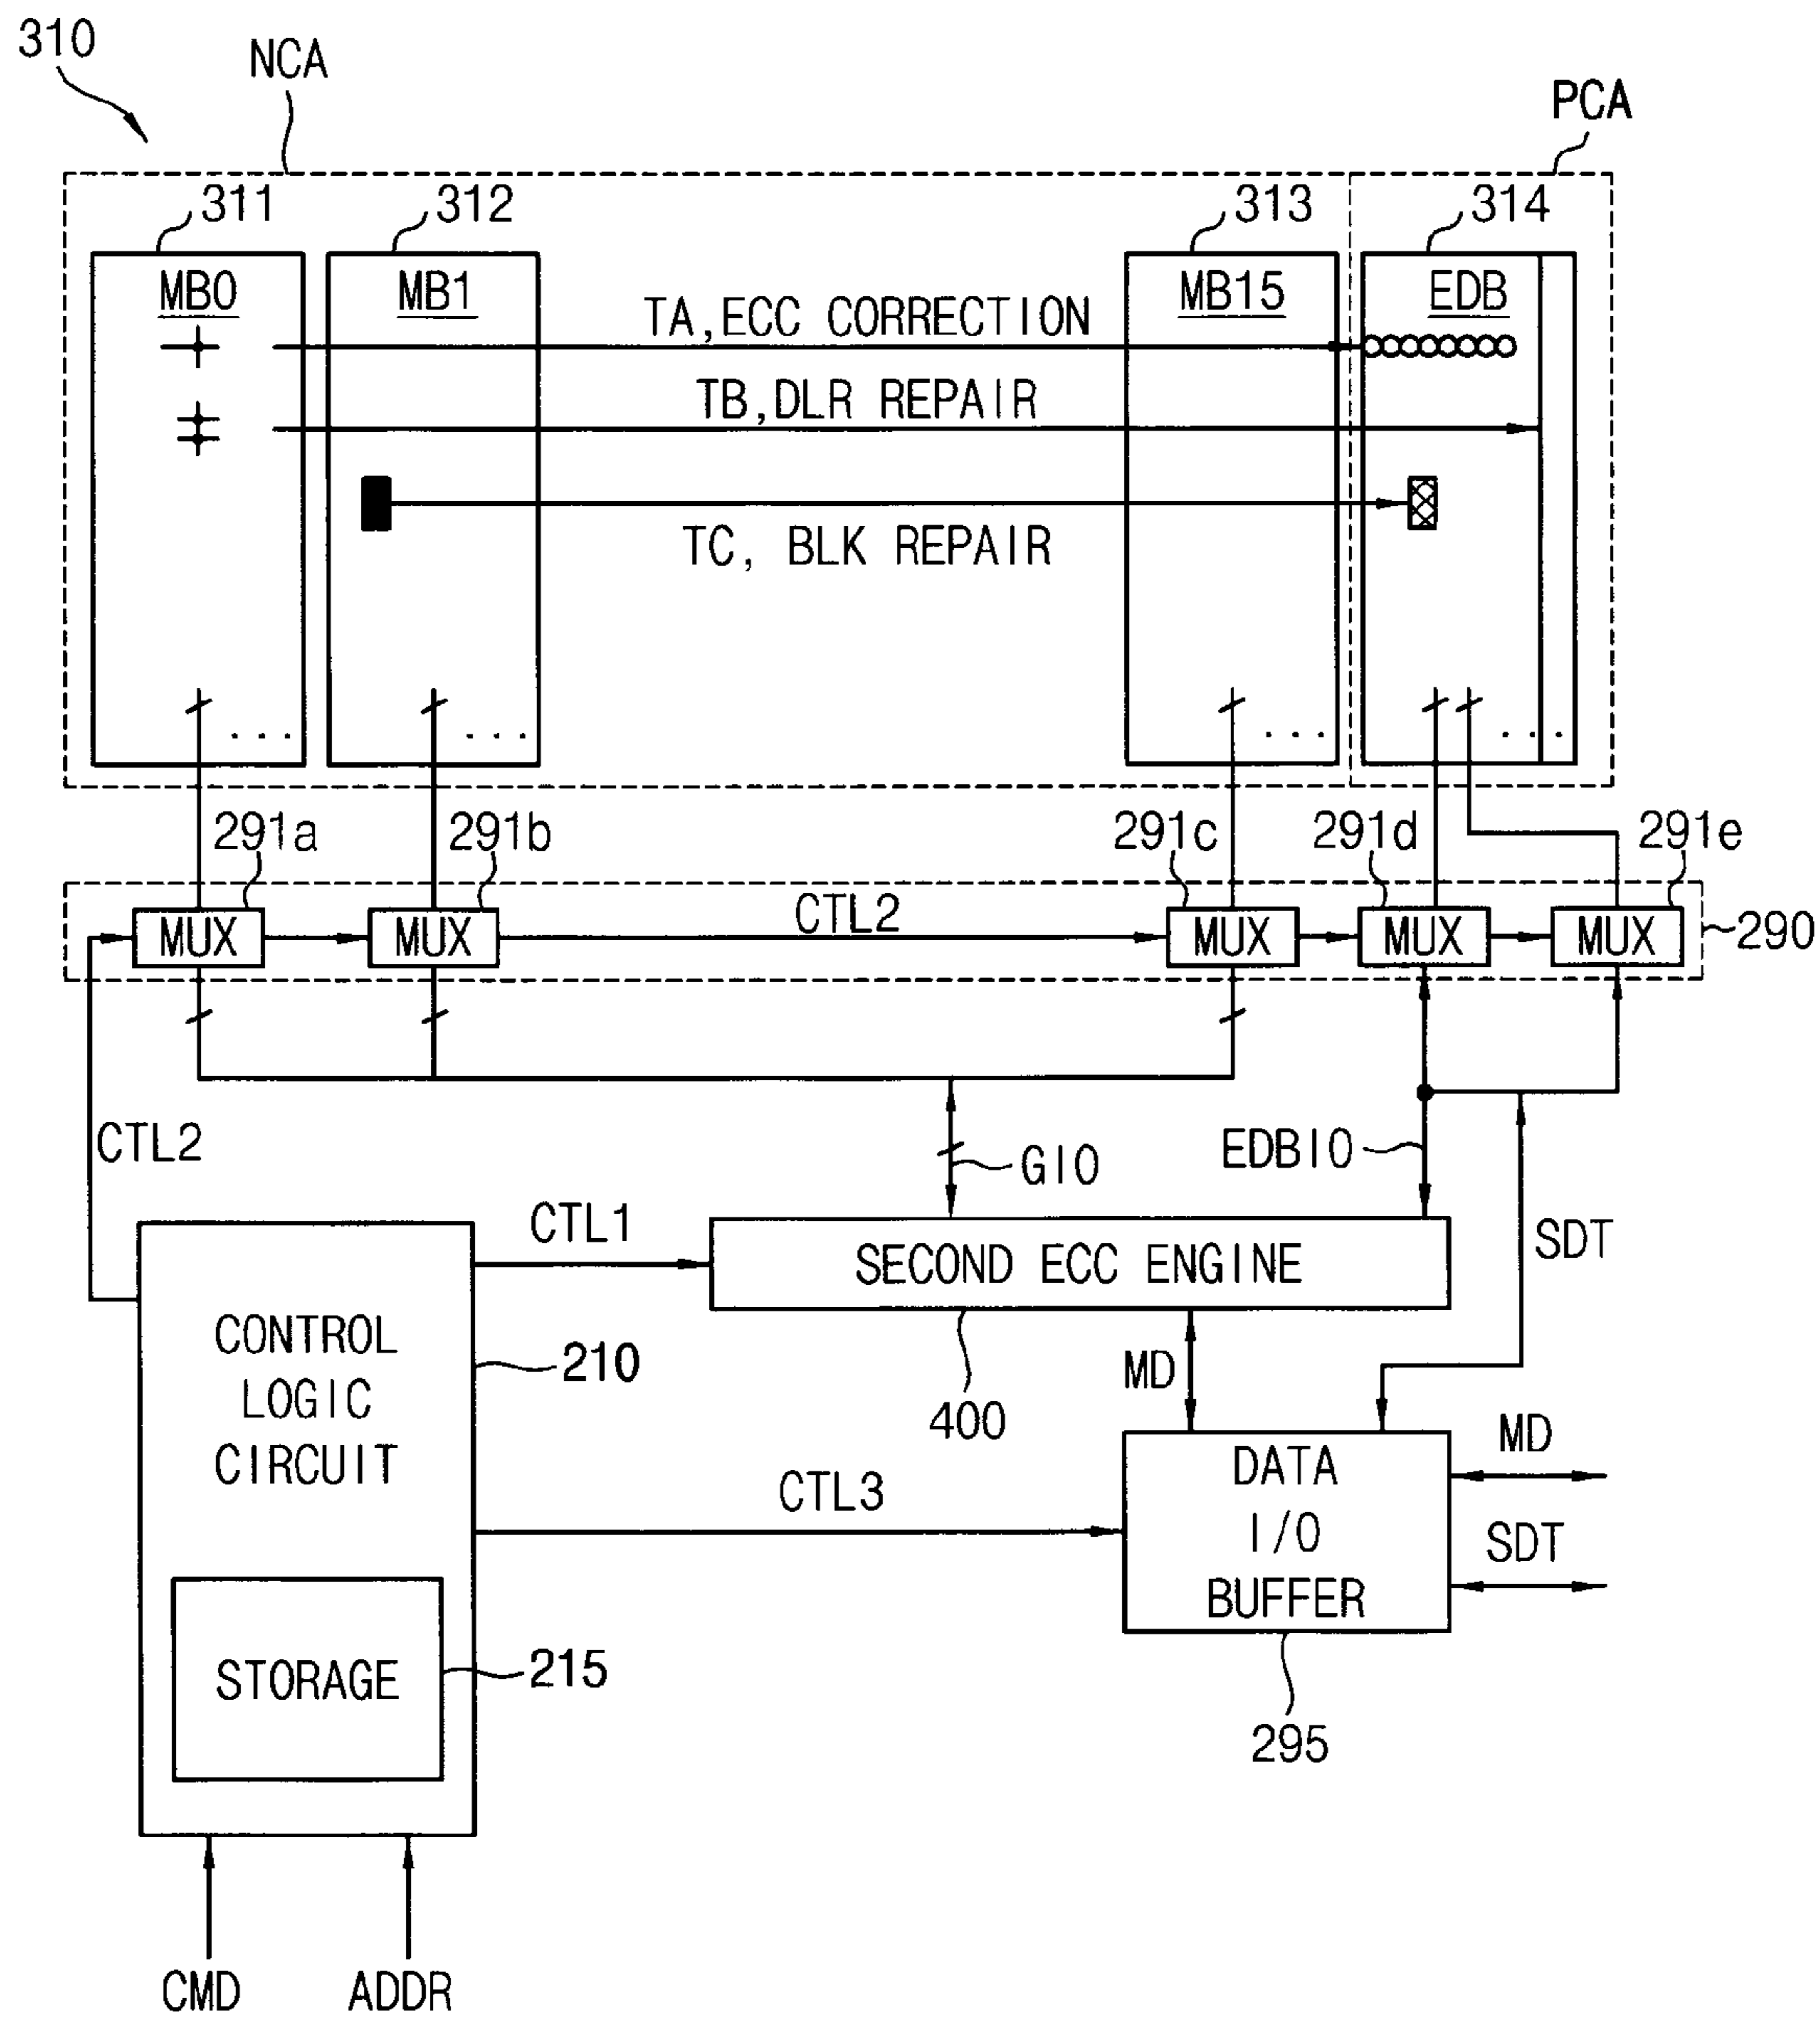 310
NCA
PCA
311
312
313
314
MB0
MB1
MB15
EDB
TA, ECC CORRECTION
TB, DLR REPAIR
TC, BLK REPAIR
...
...
...
...
291a
291b
291c
291d
291e
MUX
MUX
CTL2
MUX
MUX
MUX
290
CTL2
GIO
EDBIO
SDT
CTL1
SECOND ECC ENGINE
CONTROL
LOGIC
CIRCUIT
210
400
MD
MD
CTL3
DATA
I/O
BUFFER
SDT
STORAGE
215
295
CMD
ADDR